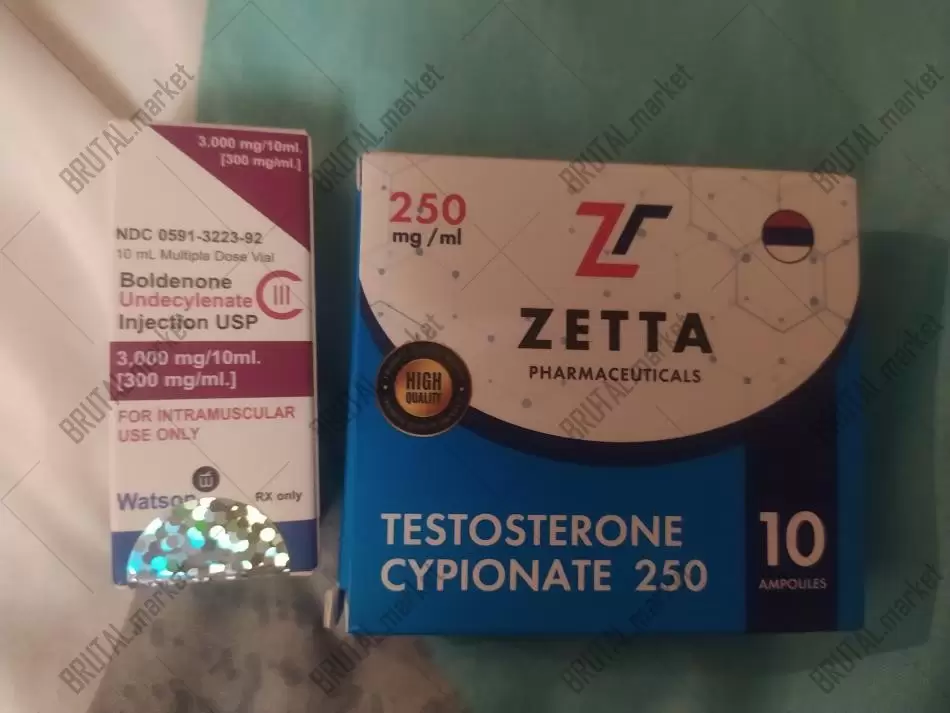 3,000 mg/10ml.
[300 mg/ml.]
NDC 0591-3223-92
10 mL Multiple Dose Vial
Boldenone
Undecylenate
CIII
Injection USP
3,000 mg/10ml.
[300 mg/ml.]
FOR INTRAMUSCULAR
USE ONLY
Watson
RX only
250
mg/ml
ZETTA
PHARMACEUTICALS
HIGH
QUALITY
TESTOSTERONE
CYPIONATE 250
10
AMPOULES
BRUTAL.market